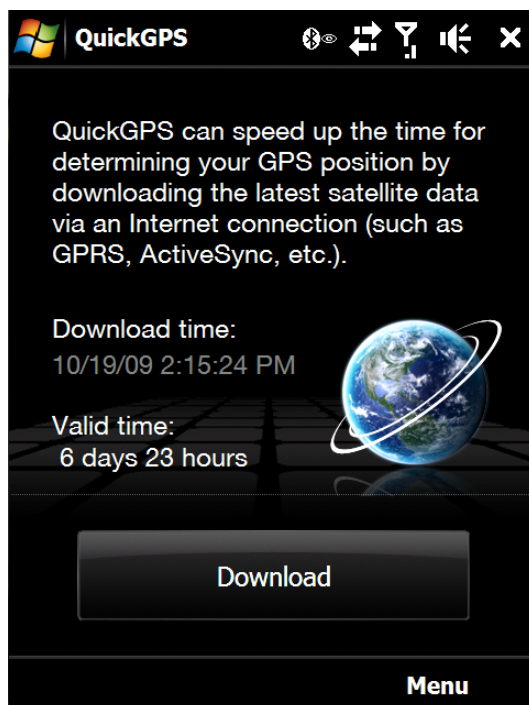 QuickGPS
QuickGPS can speed up the time for
determining your GPS position by
downloading the latest satellite data
via an Internet connection (such as
GPRS, ActiveSync, etc.).
Download time:
10/19/09 2:15:24 PM
Valid time:
6 days 23 hours
Download
Menu